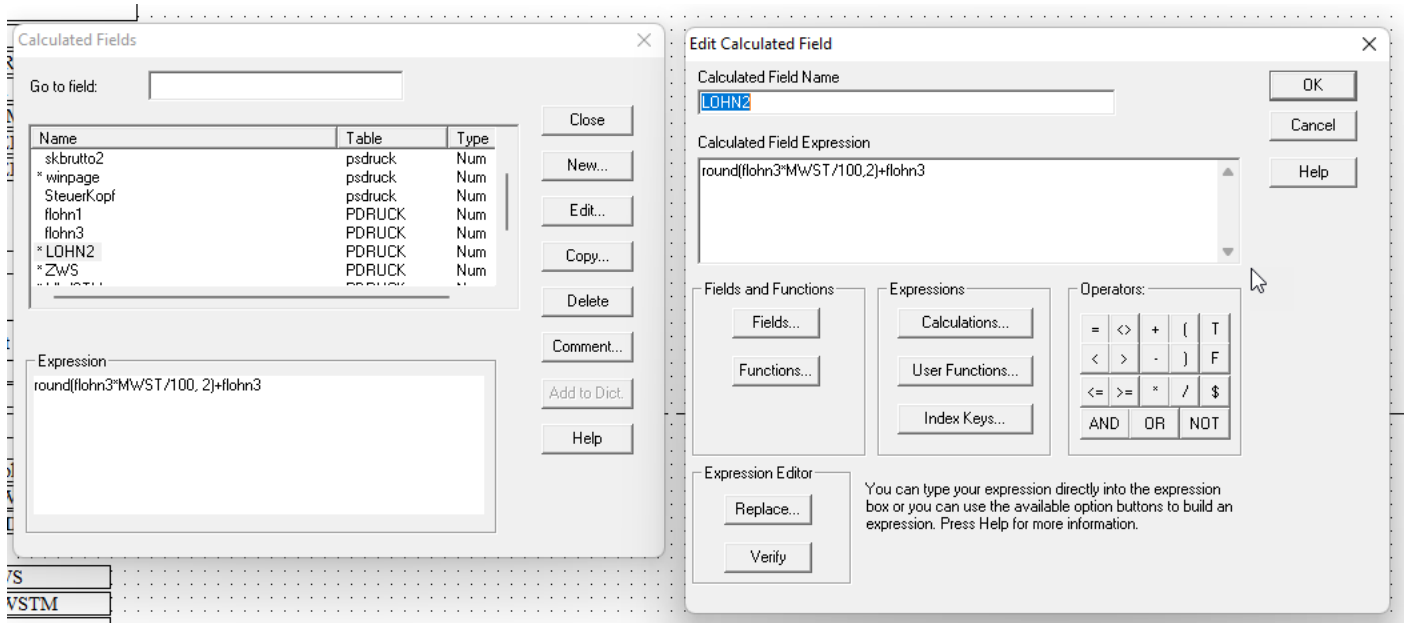 Calculated Fields
Go to field:
Name Table Type
skbrutto2 psdruck Num
* winpage psdruck Num
SteuerKopf psdruck Num
flohn1 PDRUCK Num
flohn3 PDRUCK Num
* LOHN2 PDRUCK Num
* ZWS PDRUCK Num
Close
New...
Edit...
Copy...
Delete
Comment...
Add to Dict.
Help
Expression
round(flohn3*MWST/100, 2)+flohn3
Edit Calculated Field
Calculated Field Name
LOHN2
Calculated Field Expression
round(flohn3*MWST/100,2)+flohn3
OK
Cancel
Help
Fields and Functions
Fields...
Functions...
Expressions
Calculations...
User Functions...
Index Keys...
Operators:
= <> + ( T
< > - ) F
<= >= * / $
AND OR NOT
Expression Editor
Replace...
Verify
You can type your expression directly into the expression
box or you can use the available option buttons to build an
expression. Press Help for more information.
VS
VSTM